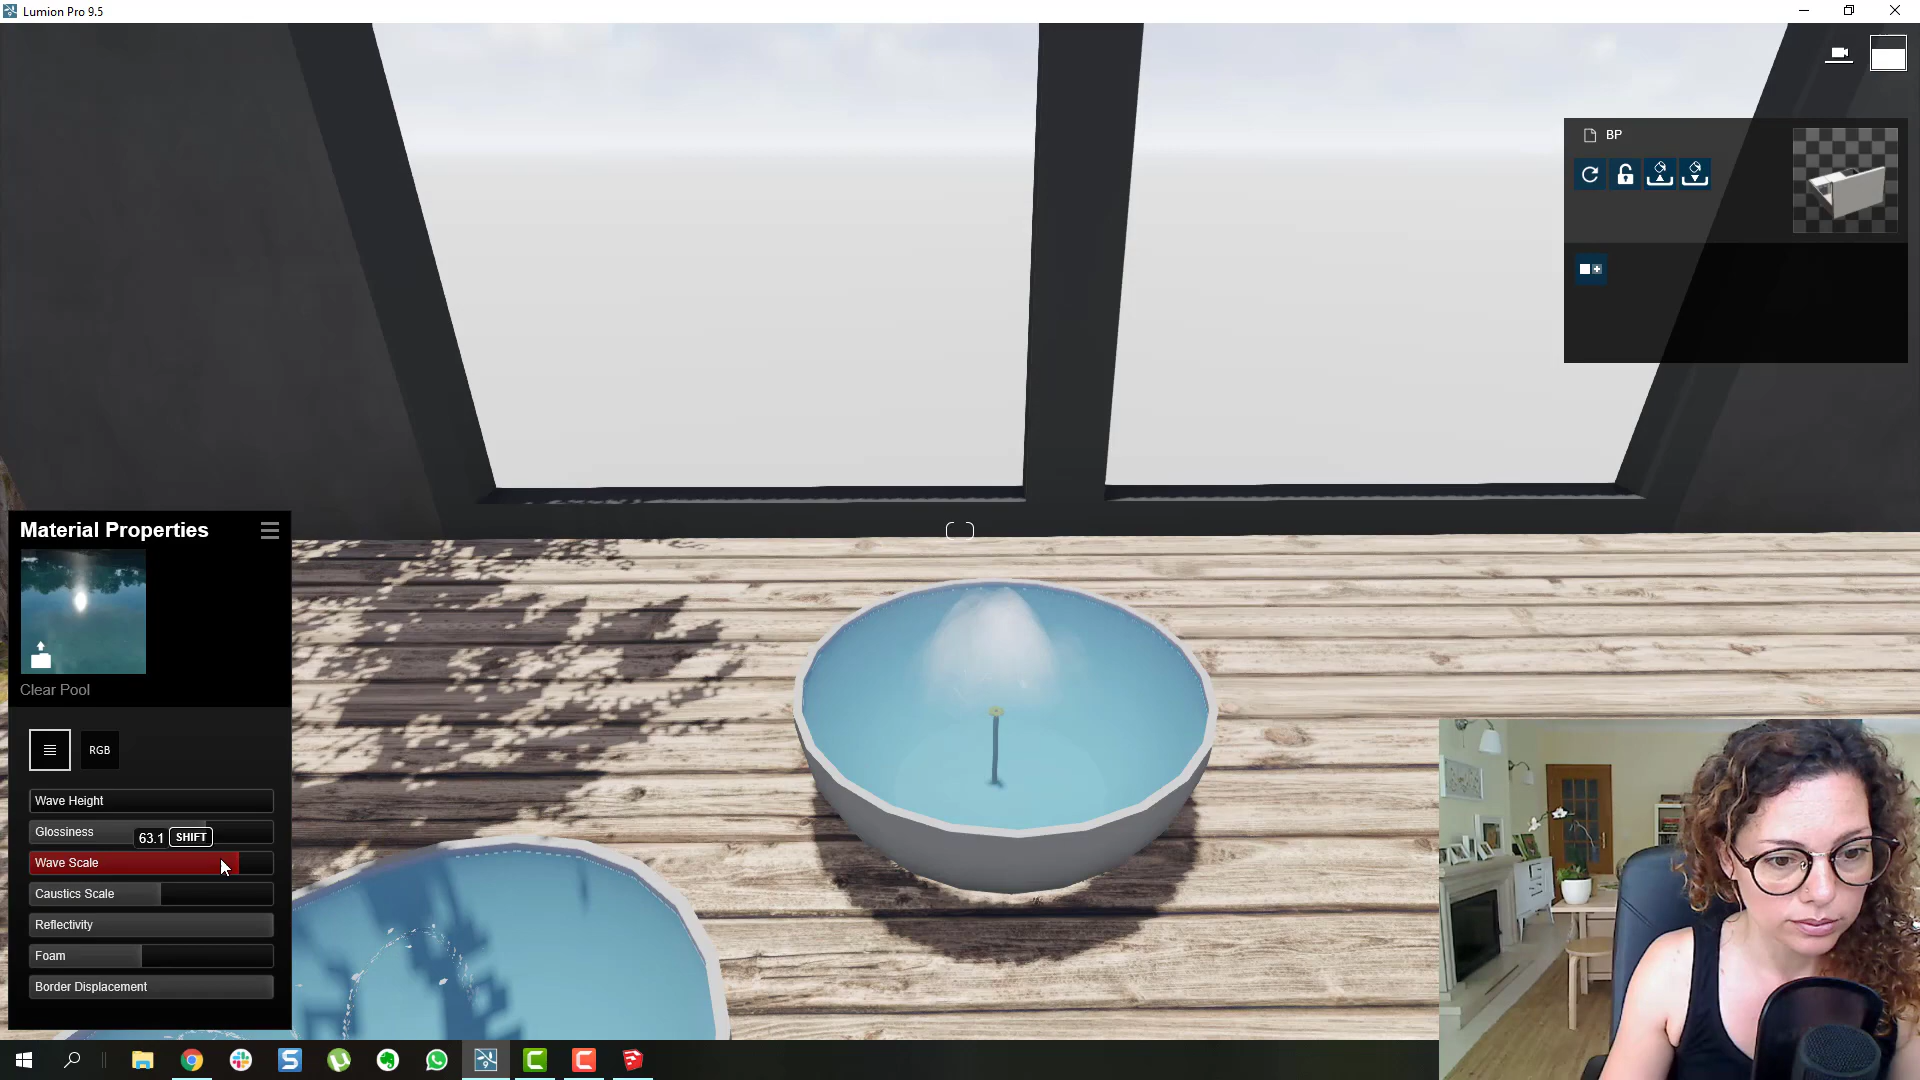 Lumion Pro 9.5
BP
Material Properties
Clear Pool
RGB
Wave Height
Glossiness
63.1 SHIFT
Wave Scale
Caustics Scale
Reflectivity
Foam
Border Displacement